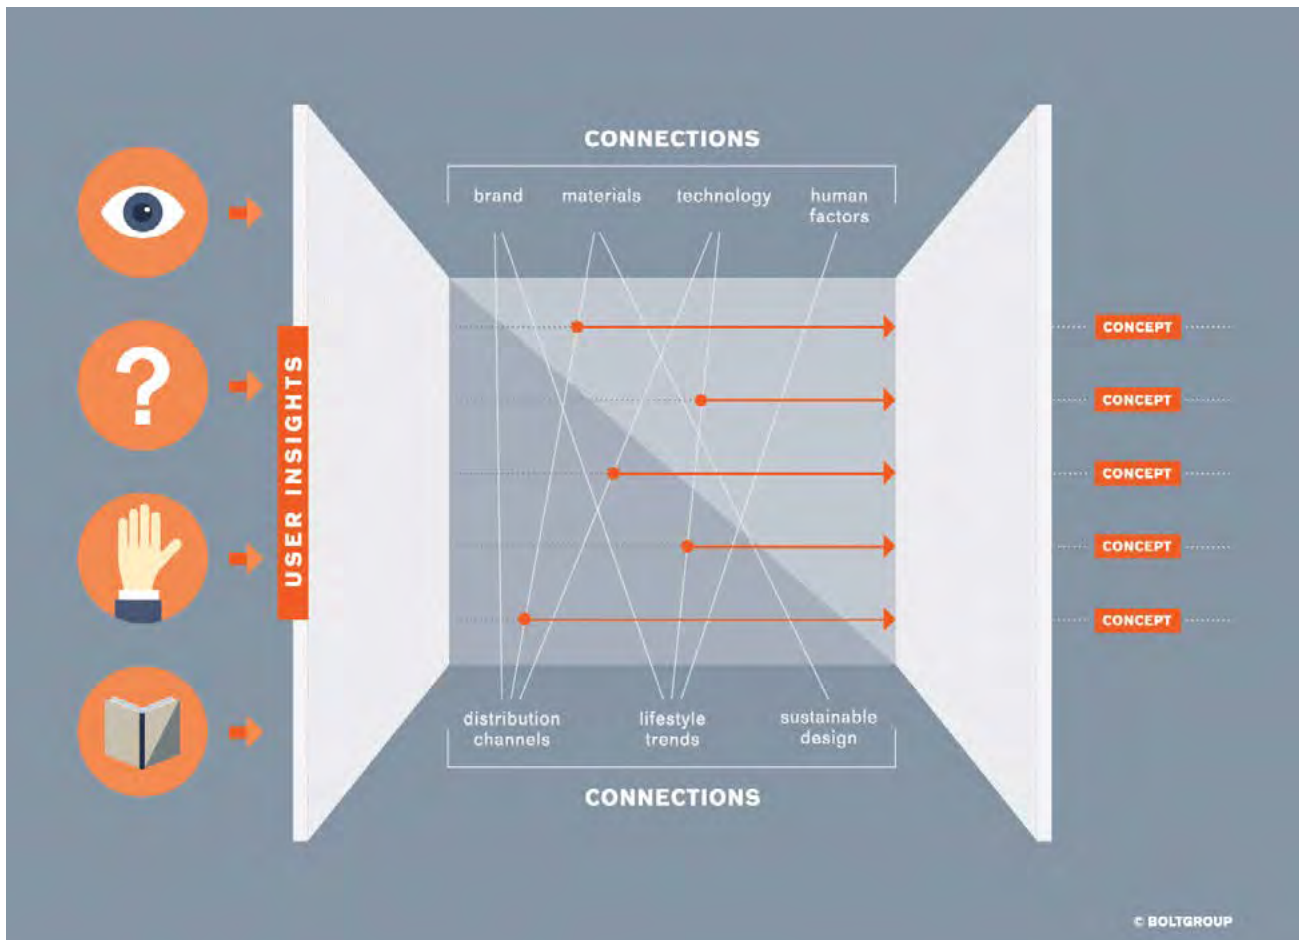 CONNECTIONS
brand
materials
technology
human
factors
USER INSIGHTS
CONCEPT
CONCEPT
CONCEPT
CONCEPT
CONCEPT
distribution
channels
lifestyle
trends
sustainable
design
CONNECTIONS
© BOLTGROUP